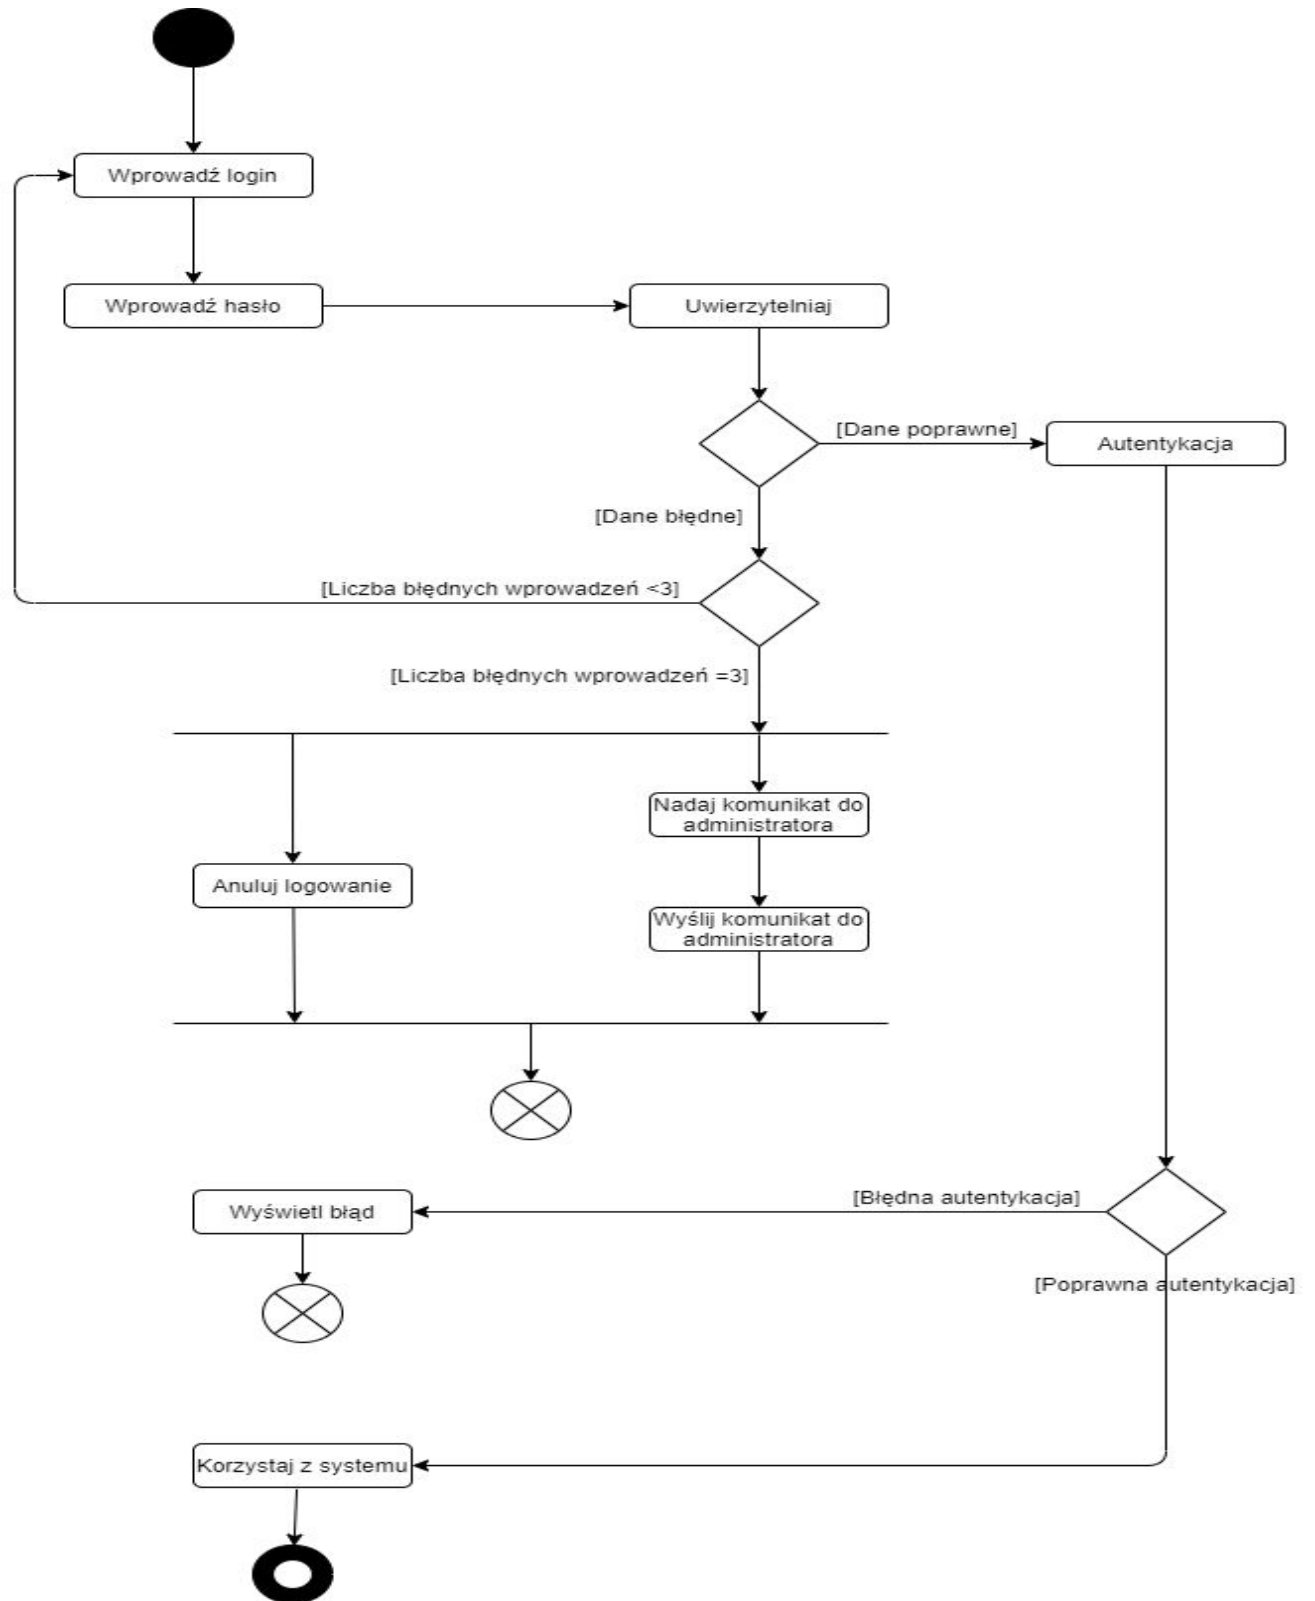 Wprowadź login
Wprowadź hasło
Uwierzytelniaj
[Dane poprawne]
Autentykacja
[Dane błędne]
[Liczba błędnych wprowadzeń <3]
[Liczba błędnych wprowadzeń =3]
Nadaj komunikat do
administratora
Anuluj logowanie
Wyślij komunikat do
administratora
[Błędna autentykacja]
Wyświetl błąd
[Poprawna autentykacja]
Korzystaj z systemu